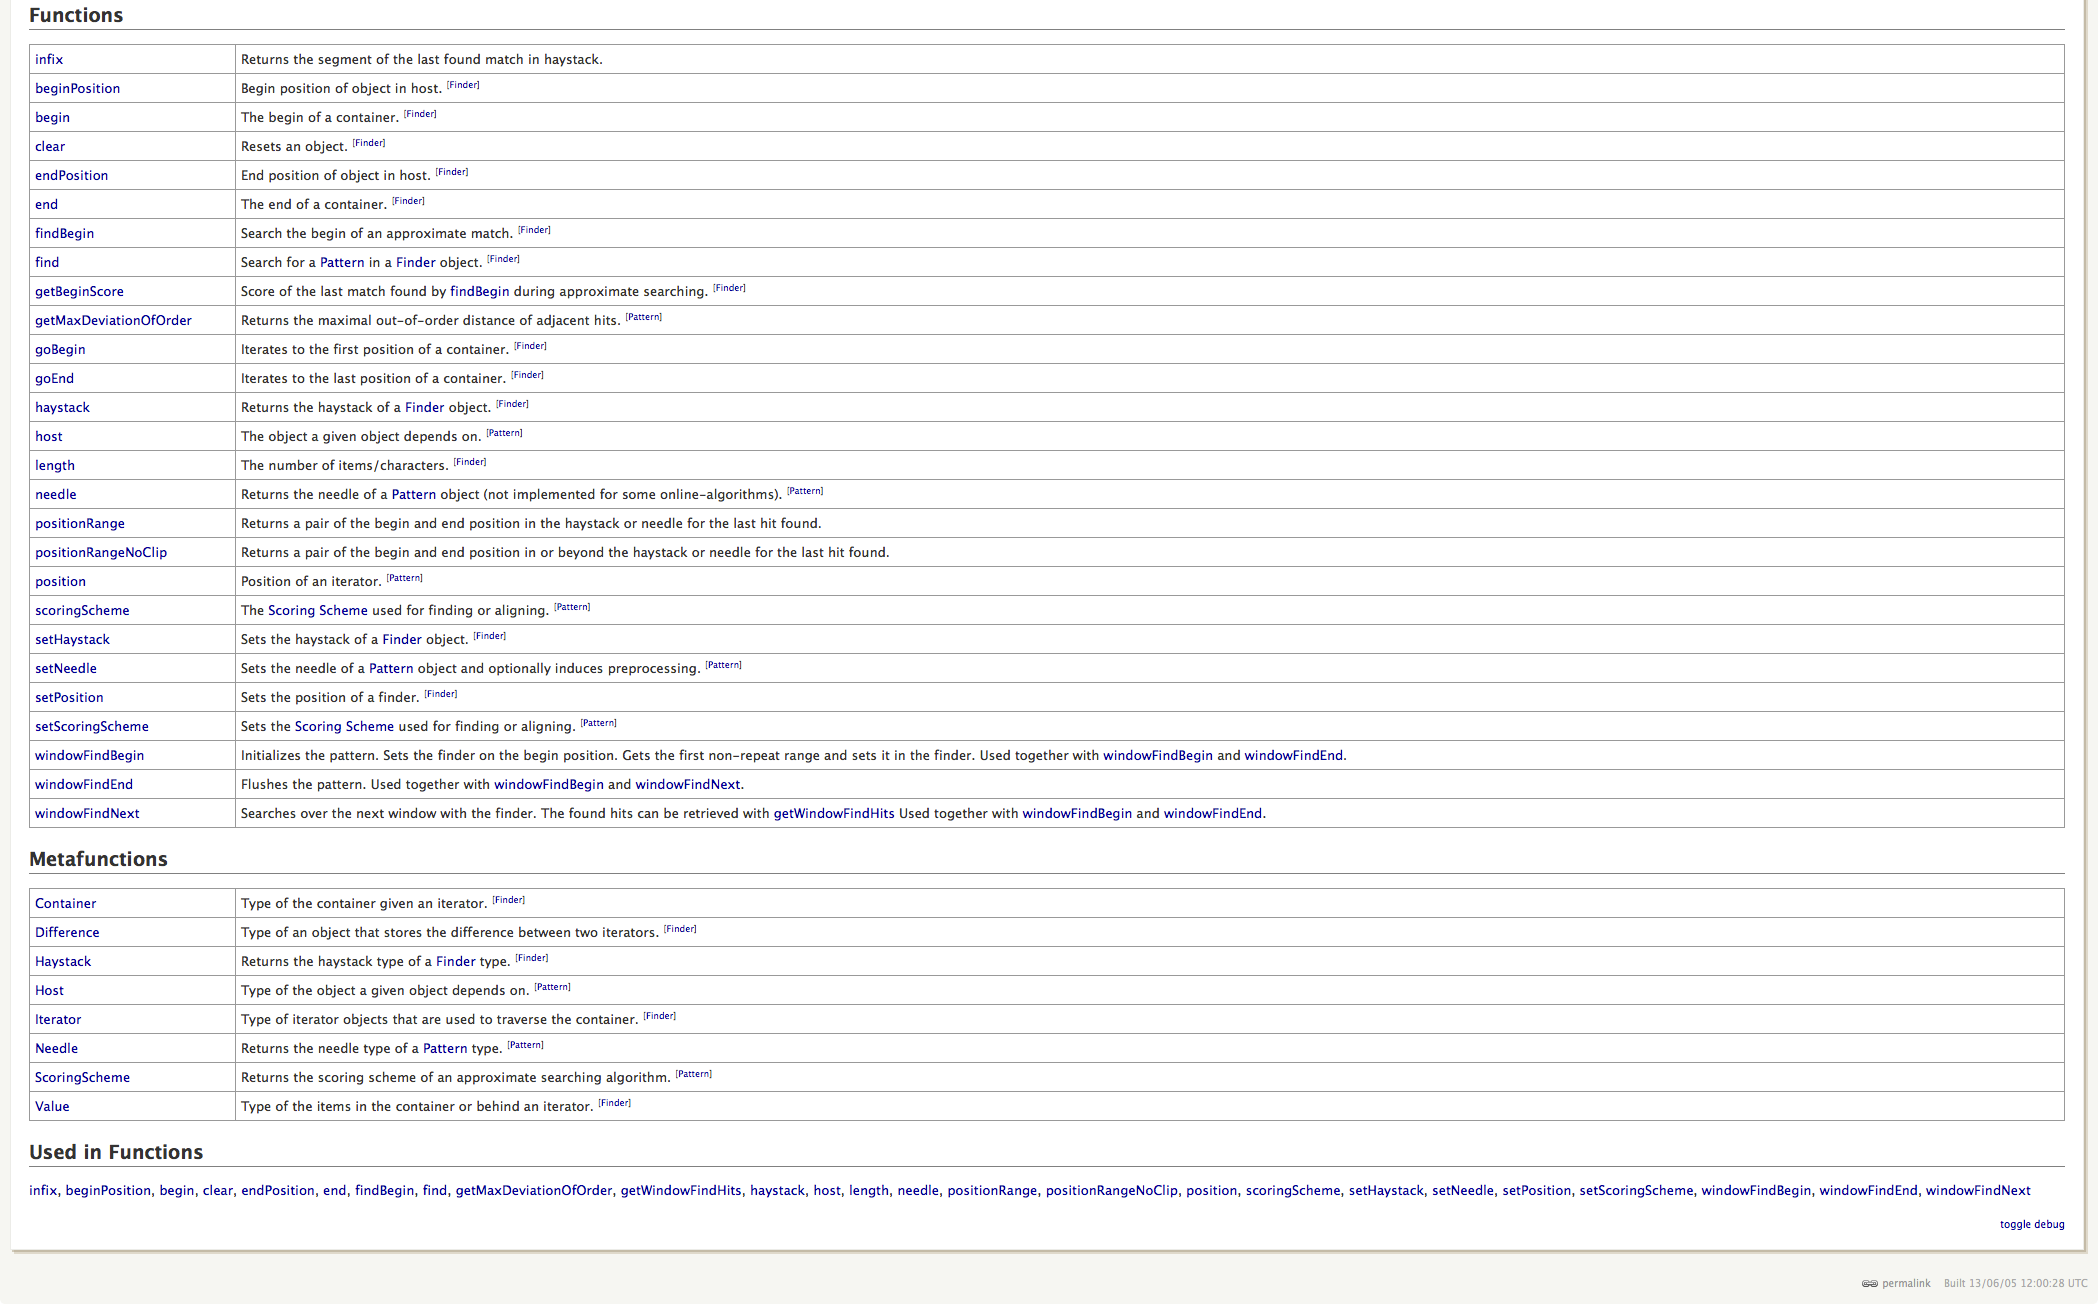 Functions
infix Returns the segment of the last found match in haystack.
beginPosition Begin position of object in host. [Finder]
begin The begin of a container. [Finder]
clear Resets an object. [Finder]
endPosition End position of object in host. [Finder]
end The end of a container. [Finder]
findBegin Search the begin of an approximate match. [Finder]
find Search for a Pattern in a Finder object. [Finder]
getBeginScore Score of the last match found by findBegin during approximate searching. [Finder]
getMaxDeviationOfOrder Returns the maximal out-of-order distance of adjacent hits. [Pattern]
goBegin Iterates to the first position of a container. [Finder]
goEnd Iterates to the last position of a container. [Finder]
haystack Returns the haystack of a Finder object. [Finder]
host The object a given object depends on. [Pattern]
length The number of items/characters. [Finder]
needle Returns the needle of a Pattern object (not implemented for some online-algorithms). [Pattern]
positionRange Returns a pair of the begin and end position in the haystack or needle for the last hit found.
positionRangeNoClip Returns a pair of the begin and end position in or beyond the haystack or needle for the last hit found.
position Position of an iterator. [Pattern]
scoringScheme The Scoring Scheme used for finding or aligning. [Pattern]
setHaystack Sets the haystack of a Finder object. [Finder]
setNeedle Sets the needle of a Pattern object and optionally induces preprocessing. [Pattern]
setPosition Sets the position of a finder. [Finder]
setScoringScheme Sets the Scoring Scheme used for finding or aligning. [Pattern]
windowFindBegin Initializes the pattern. Sets the finder on the begin position. Gets the first non-repeat range and sets it in the finder. Used together with windowFindBegin and windowFindEnd.
windowFindEnd Flushes the pattern. Used together with windowFindBegin and windowFindNext.
windowFindNext Searches over the next window with the finder. The found hits can be retrieved with getWindowFindHits Used together with windowFindBegin and windowFindEnd.
Metafunctions
Container Type of the container given an iterator. [Finder]
Difference Type of an object that stores the difference between two iterators. [Finder]
Haystack Returns the haystack type of a Finder type. [Finder]
Host Type of the object a given object depends on. [Pattern]
Iterator Type of iterator objects that are used to traverse the container. [Finder]
Needle Returns the needle type of a Pattern type. [Pattern]
ScoringScheme Returns the scoring scheme of an approximate searching algorithm. [Pattern]
Value Type of the items in the container or behind an iterator. [Finder]
Used in Functions
infix, beginPosition, begin, clear, endPosition, end, findBegin, find, getMaxDeviationOfOrder, getWindowFindHits, haystack, host, length, needle, positionRange, positionRangeNoClip, position, scoringScheme, setHaystack, setNeedle, setPosition, setScoringScheme, windowFindBegin, windowFindEnd, windowFindNext
toggle debug
permalink Built 13/06/05 12:00:28 UTC